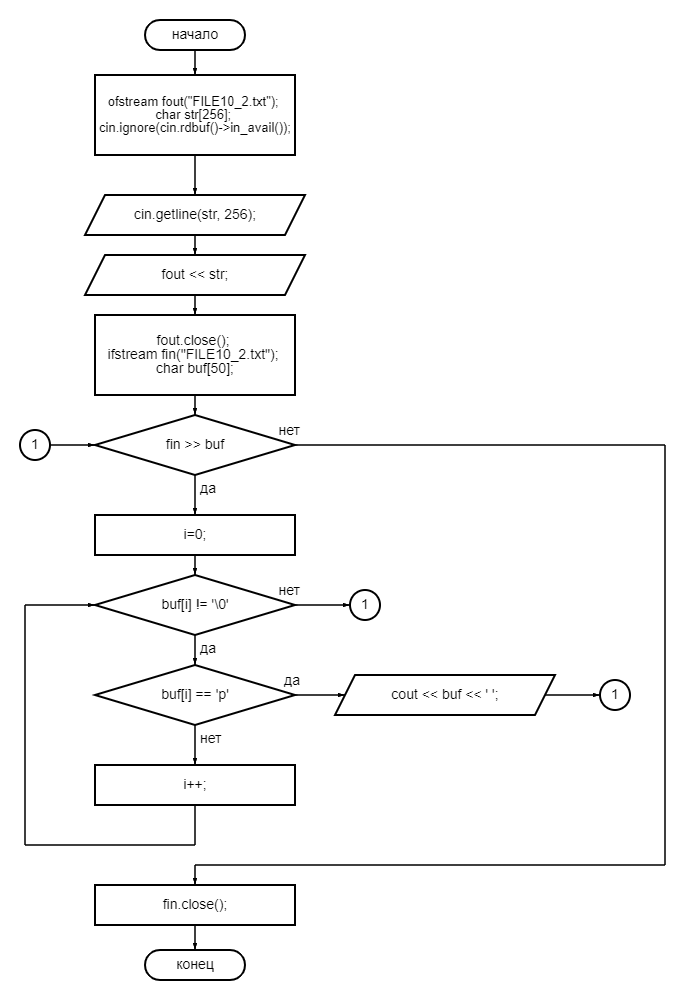 начало
ofstream fout("FILE10_2.txt");
char str[256];
cin.ignore(cin.rdbuf()->in_avail());
cin.getline(str, 256);
fout << str;
fout.close();
ifstream fin("FILE10_2.txt");
char buf[50];
1
fin >> buf
нет
да
i=0;
buf[i] != '\0'
нет
1
да
buf[i] == 'p'
да
cout << buf << ' ';
1
нет
i++;
fin.close();
конец